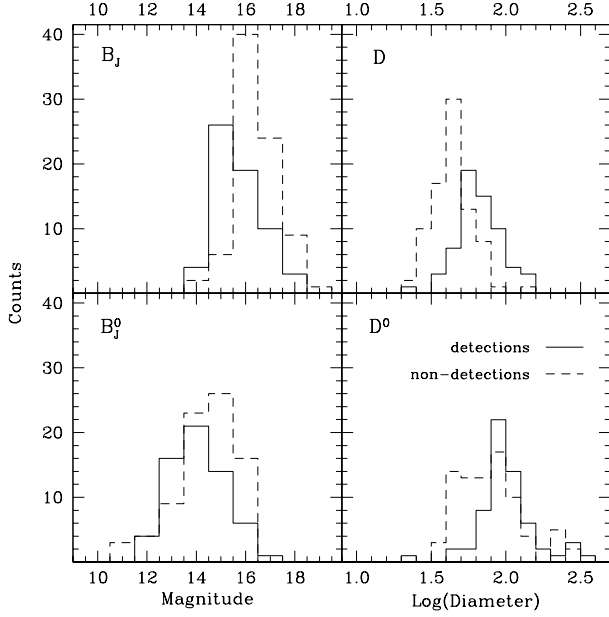 10 12 14 16 18 1.0 1.5 2.0 2.5
40 B_J D
30
20
10
Counts
40 B_J^0 D^0
detections
30
non-detections
20
10
10 12 14 16 18 1.0 1.5 2.0 2.5
Magnitude Log(Diameter)